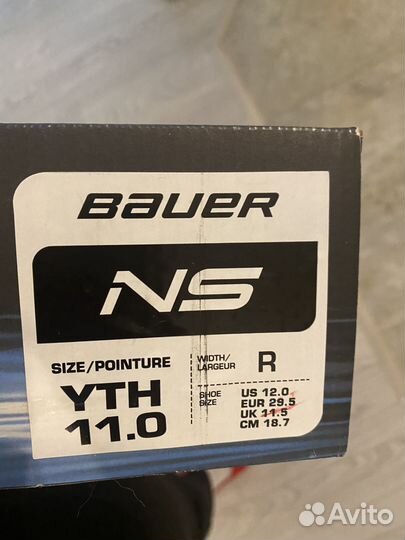 BAUER
NS
SIZE/POINTURE
YTH
11.0
WIDTH/
LARGEUR
R
SHOE
SIZE
US 12.0
EUR 29.5
UK 11.5
CM 18.7
Avito